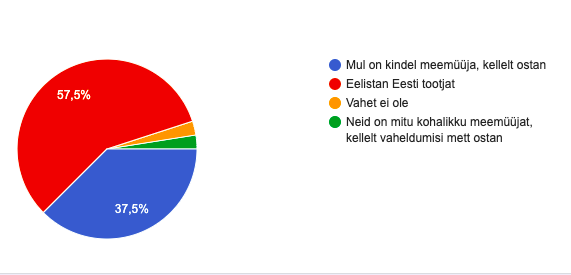 57,5%
37,5%
Mul on kindel meemüüja, kellelt ostan
Eelistan Eesti tootjat
Vahet ei ole
Neid on mitu kohalikku meemüüjat,
kellelt vaheldumisi mett ostan